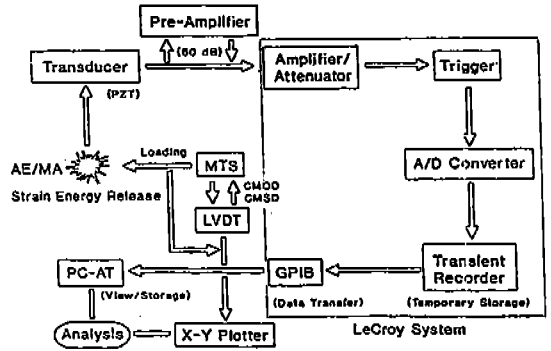 Pre-Amplifier
(60 dB)
Transducer
(PZT)
Amplifier/
Attenuator
Trigger
AE/MA
Strain Energy Release
Loading
MTS
CMOD
CMSD
LVDT
A/D Converter
PC-AT
(View/Storage)
GPIB
(Data Transfer)
Transient
Recorder
(Temporary Storage)
LeCroy System
Analysis
X-Y Plotter